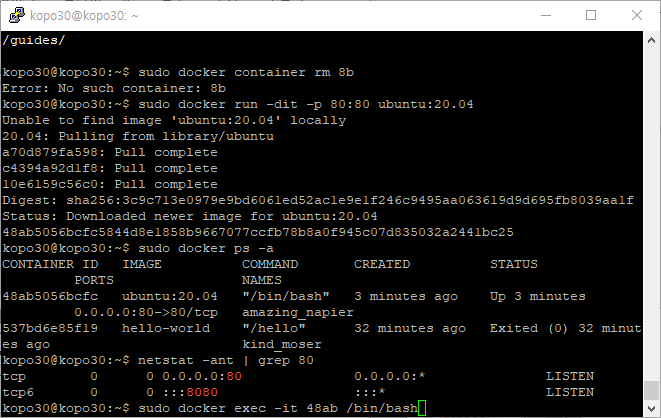 kopo30@kopo30: ~
/guides/
kopo30@kopo30:~$ sudo docker container rm 8b
Error: No such container: 8b
kopo30@kopo30:~$ sudo docker run -dit -p 80:80 ubuntu:20.04
Unable to find image 'ubuntu:20.04' locally
20.04: Pulling from library/ubuntu
a70d879fa598: Pull complete
c4394a92d1f8: Pull complete
10e6159c56c0: Pull complete
Digest: sha256:3c9c713e0979e9bd6061ed52ac1e9e1f246c9495aa063619d9d695fb8039aa1f
Status: Downloaded newer image for ubuntu:20.04
48ab5056bcfc5844d8e1858b9667077ccfb78b8a0f945c07d835032a2441bc25
kopo30@kopo30:~$ sudo docker ps -a
CONTAINER ID   IMAGE          COMMAND       CREATED          STATUS
         PORTS                NAMES
48ab5056bcfc   ubuntu:20.04   "/bin/bash"   3 minutes ago    Up 3 minutes
         0.0.0.0:80->80/tcp   amazing_napier
537bd6e85f19   hello-world    "/hello"      32 minutes ago   Exited (0) 32 minut
es ago                        kind_moser
kopo30@kopo30:~$ netstat -ant | grep 80
tcp        0      0 0.0.0.0:80              0.0.0.0:*               LISTEN
tcp6       0      0 :::8080                 :::*                    LISTEN
kopo30@kopo30:~$ sudo docker exec -it 48ab /bin/bash